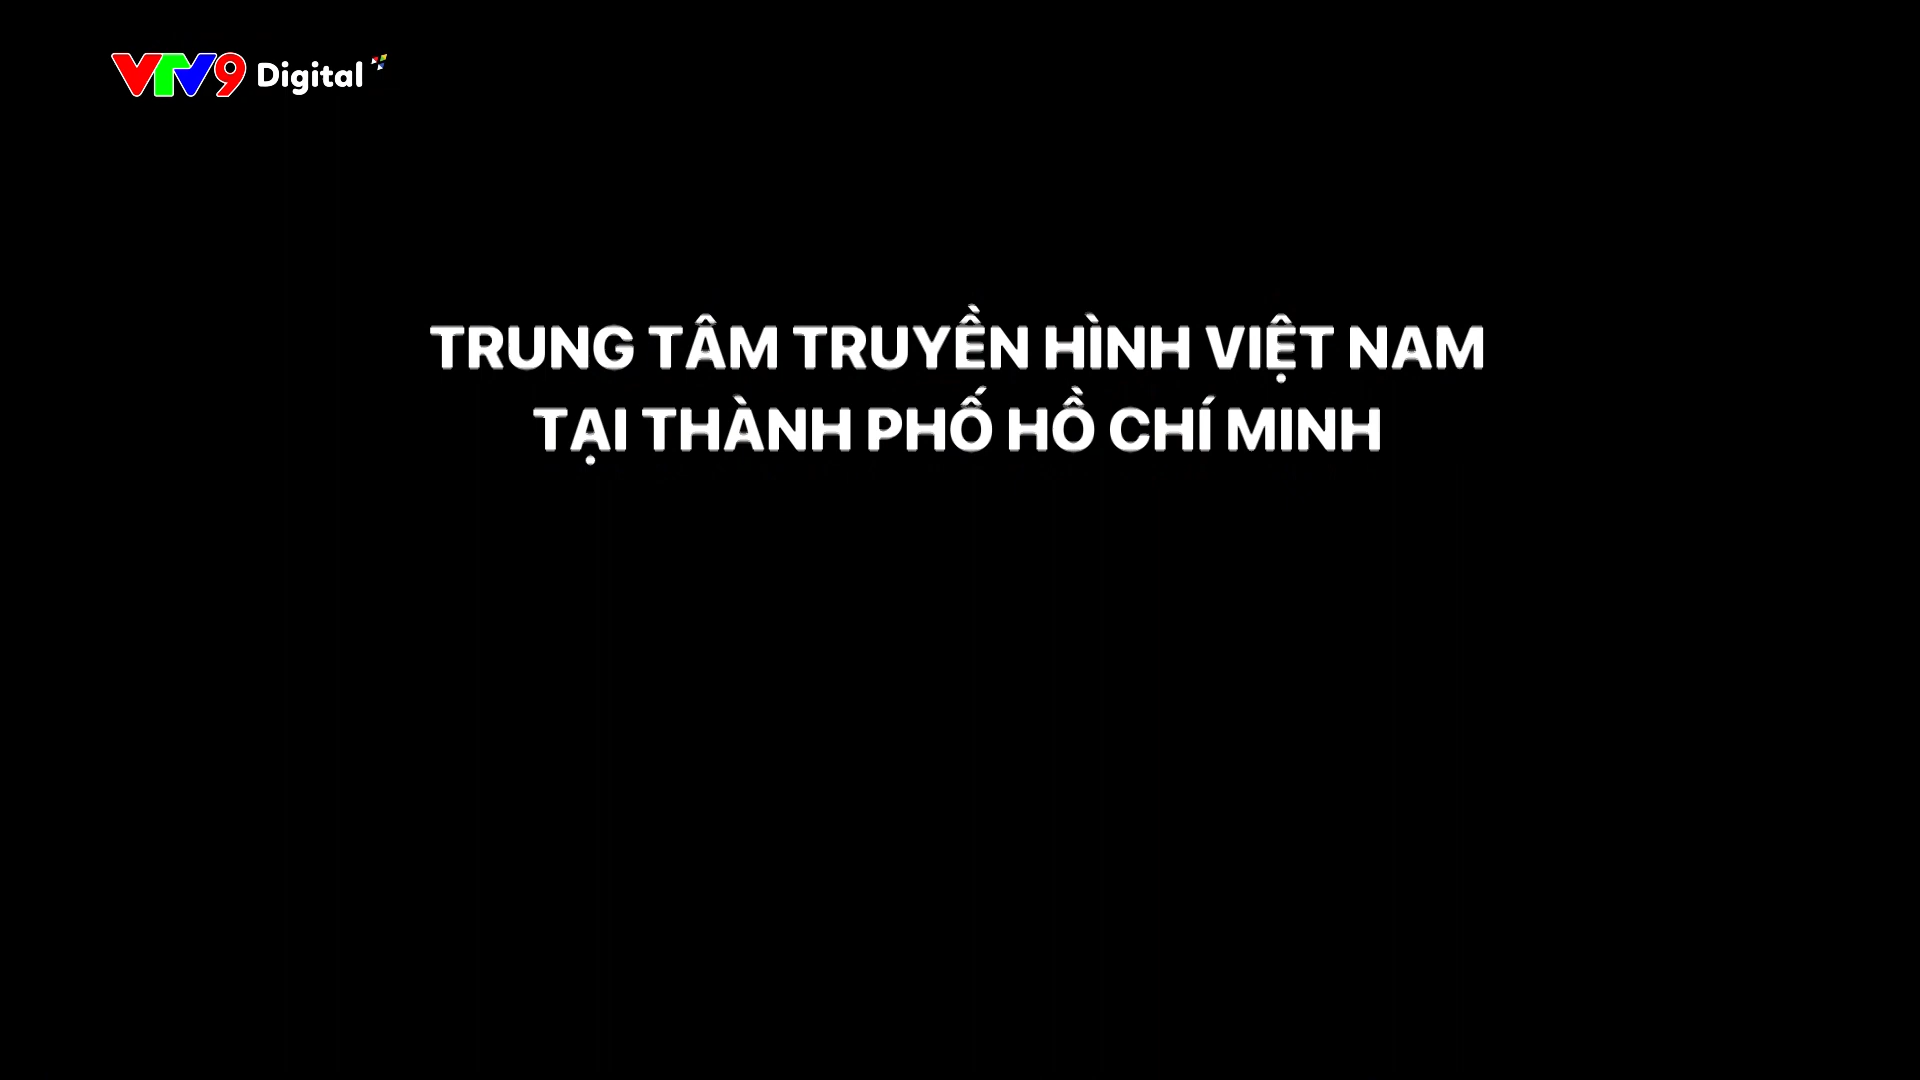 VTV9 Digital
TRUNG TÂM TRUYỀN HÌNH VIỆT NAM
TẠI THÀNH PHỐ HỒ CHÍ MINH